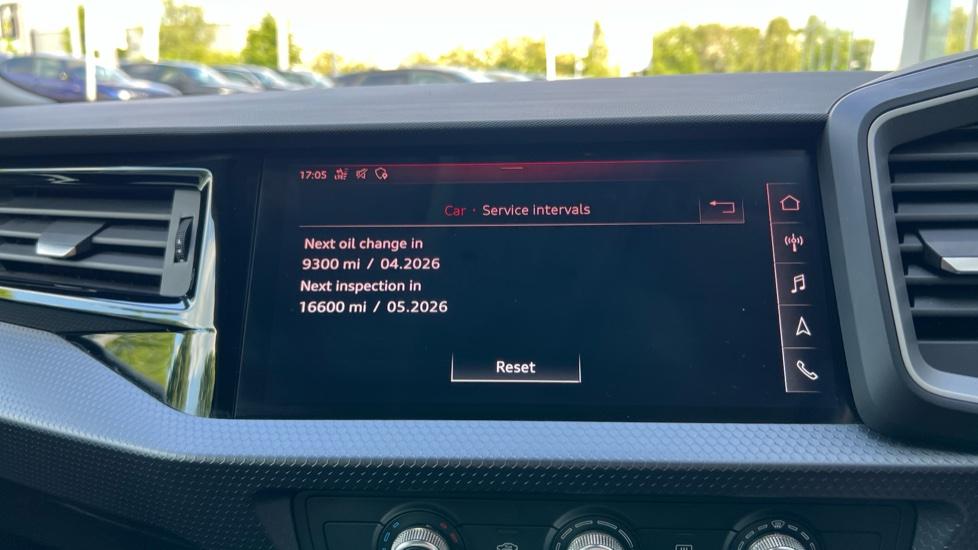 17:05
Car · Service intervals
Next oil change in
9300 mi / 04.2026
Next inspection in
16600 mi / 05.2026
Reset